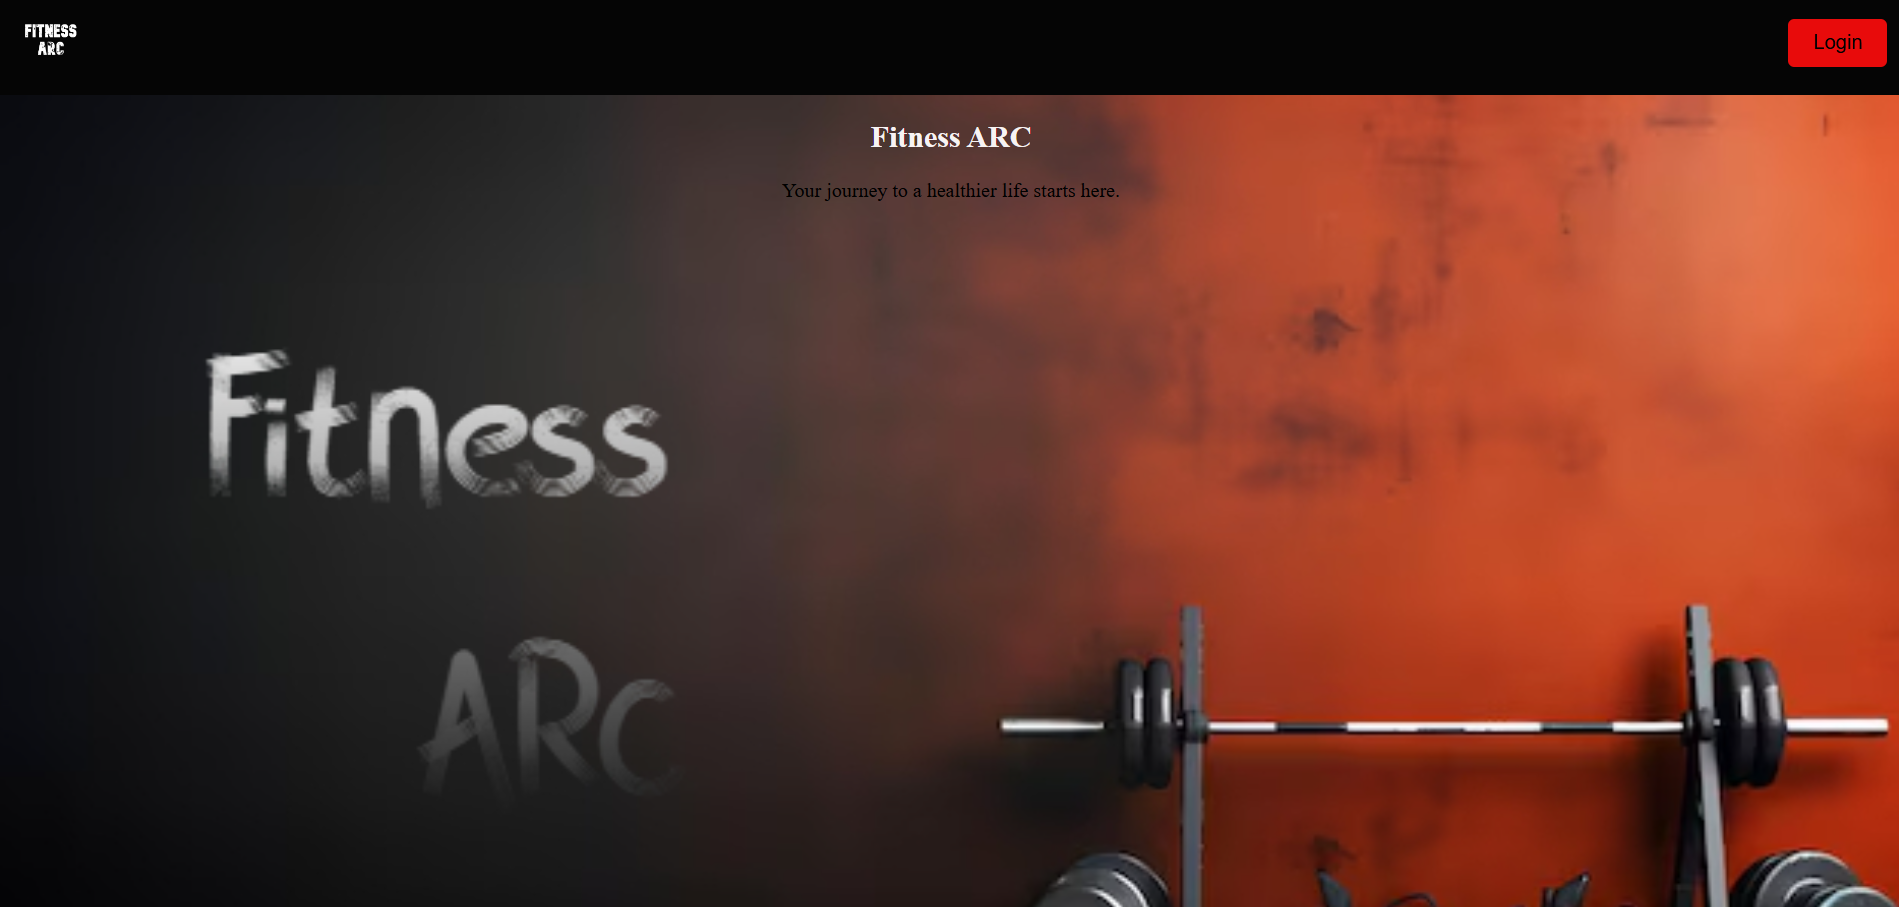 FITNESS
ARC
Login
Fitness ARC
Your journey to a healthier life starts here.
Fitness
ARC